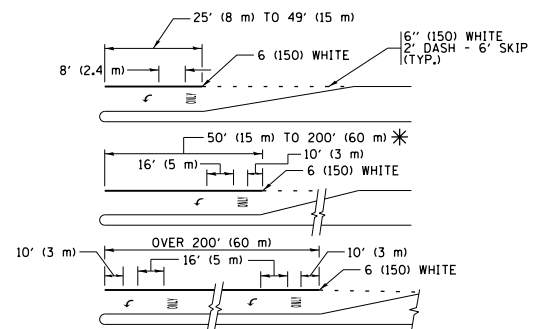 25' (8 m) TO 49' (15 m)
6'' (150) WHITE
2' DASH - 6' SKIP
(TYP.)
6 (150) WHITE
8' (2.4 m)
ONLY
50' (15 m) TO 200' (60 m) *
16' (5 m)
10' (3 m)
6 (150) WHITE
ONLY
OVER 200' (60 m)
10' (3 m)
16' (5 m)
10' (3 m)
6 (150) WHITE
ONLY
ONLY